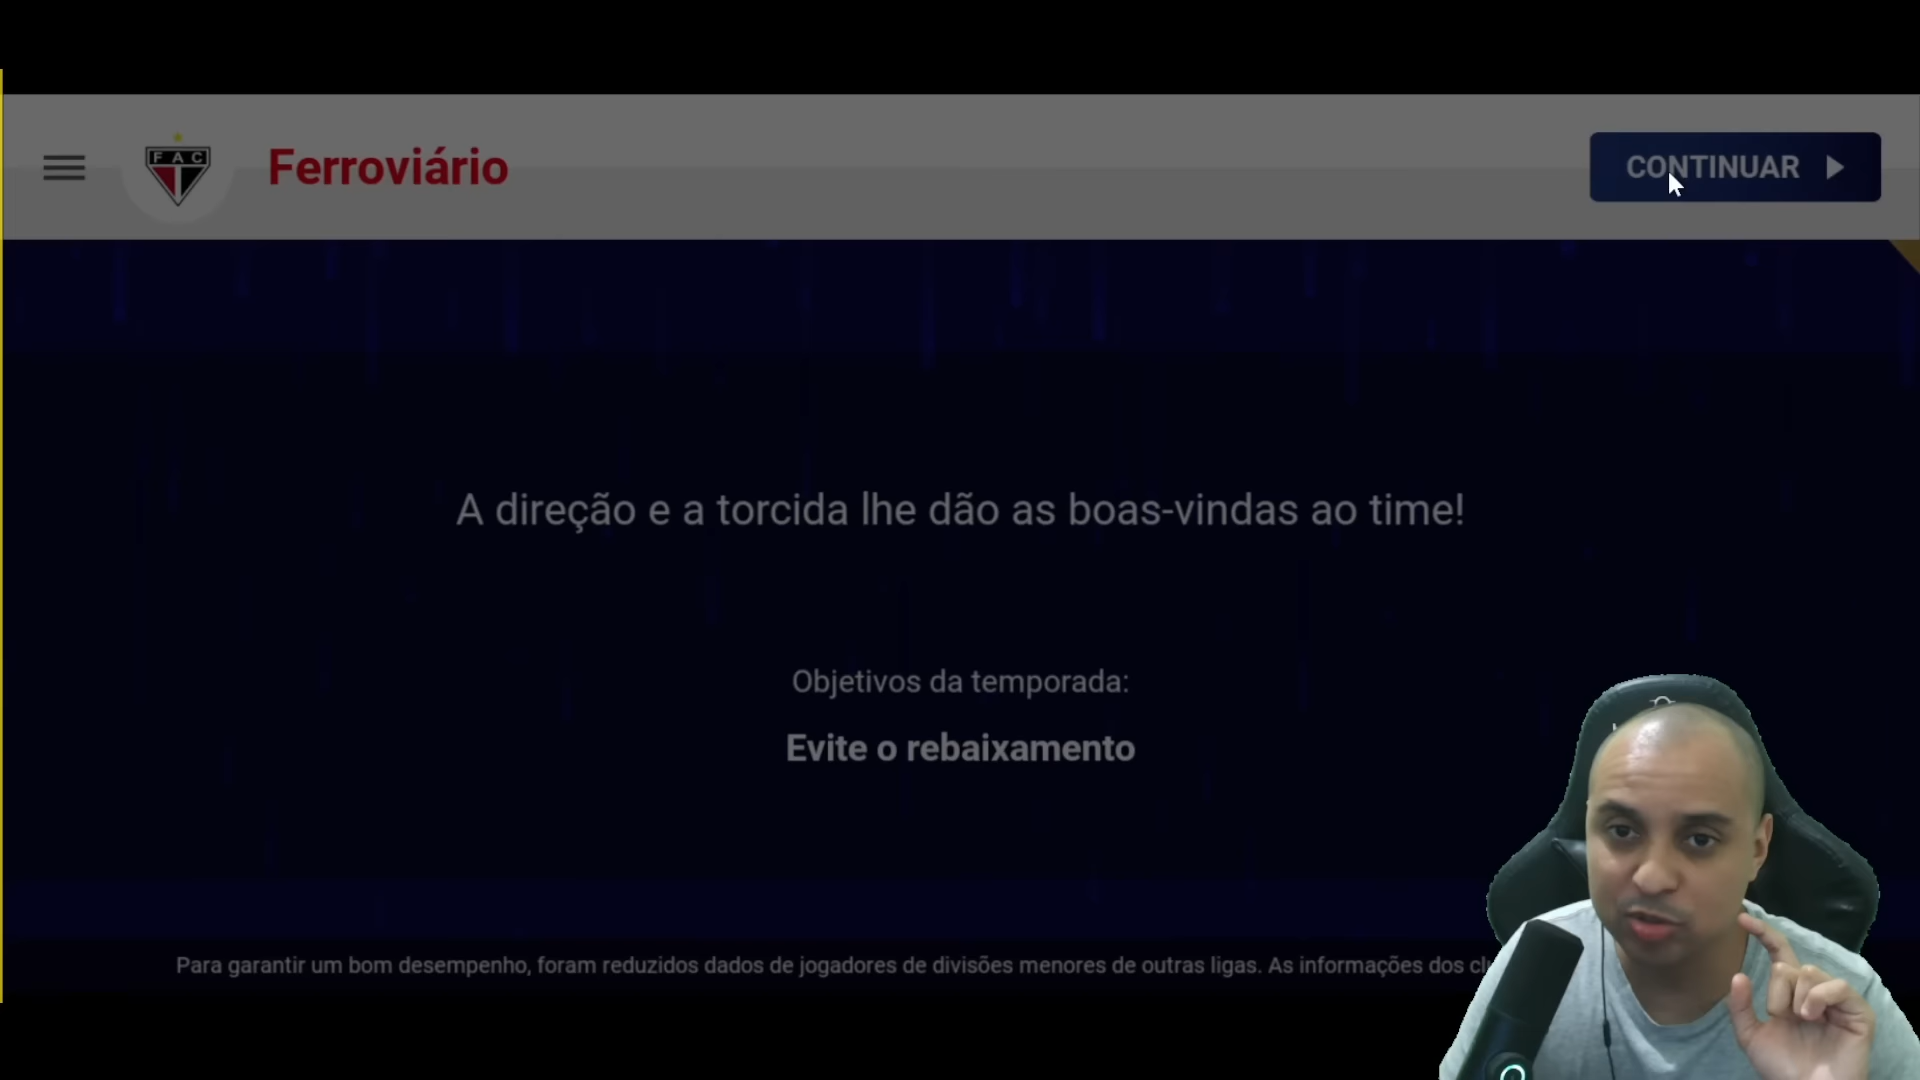 FAC
Ferroviário
CONTINUAR
A direção e a torcida lhe dão as boas-vindas ao time!
Objetivos da temporada:
Evite o rebaixamento
Para garantir um bom desempenho, foram reduzidos dados de jogadores de divisões menores de outras ligas. As informações dos